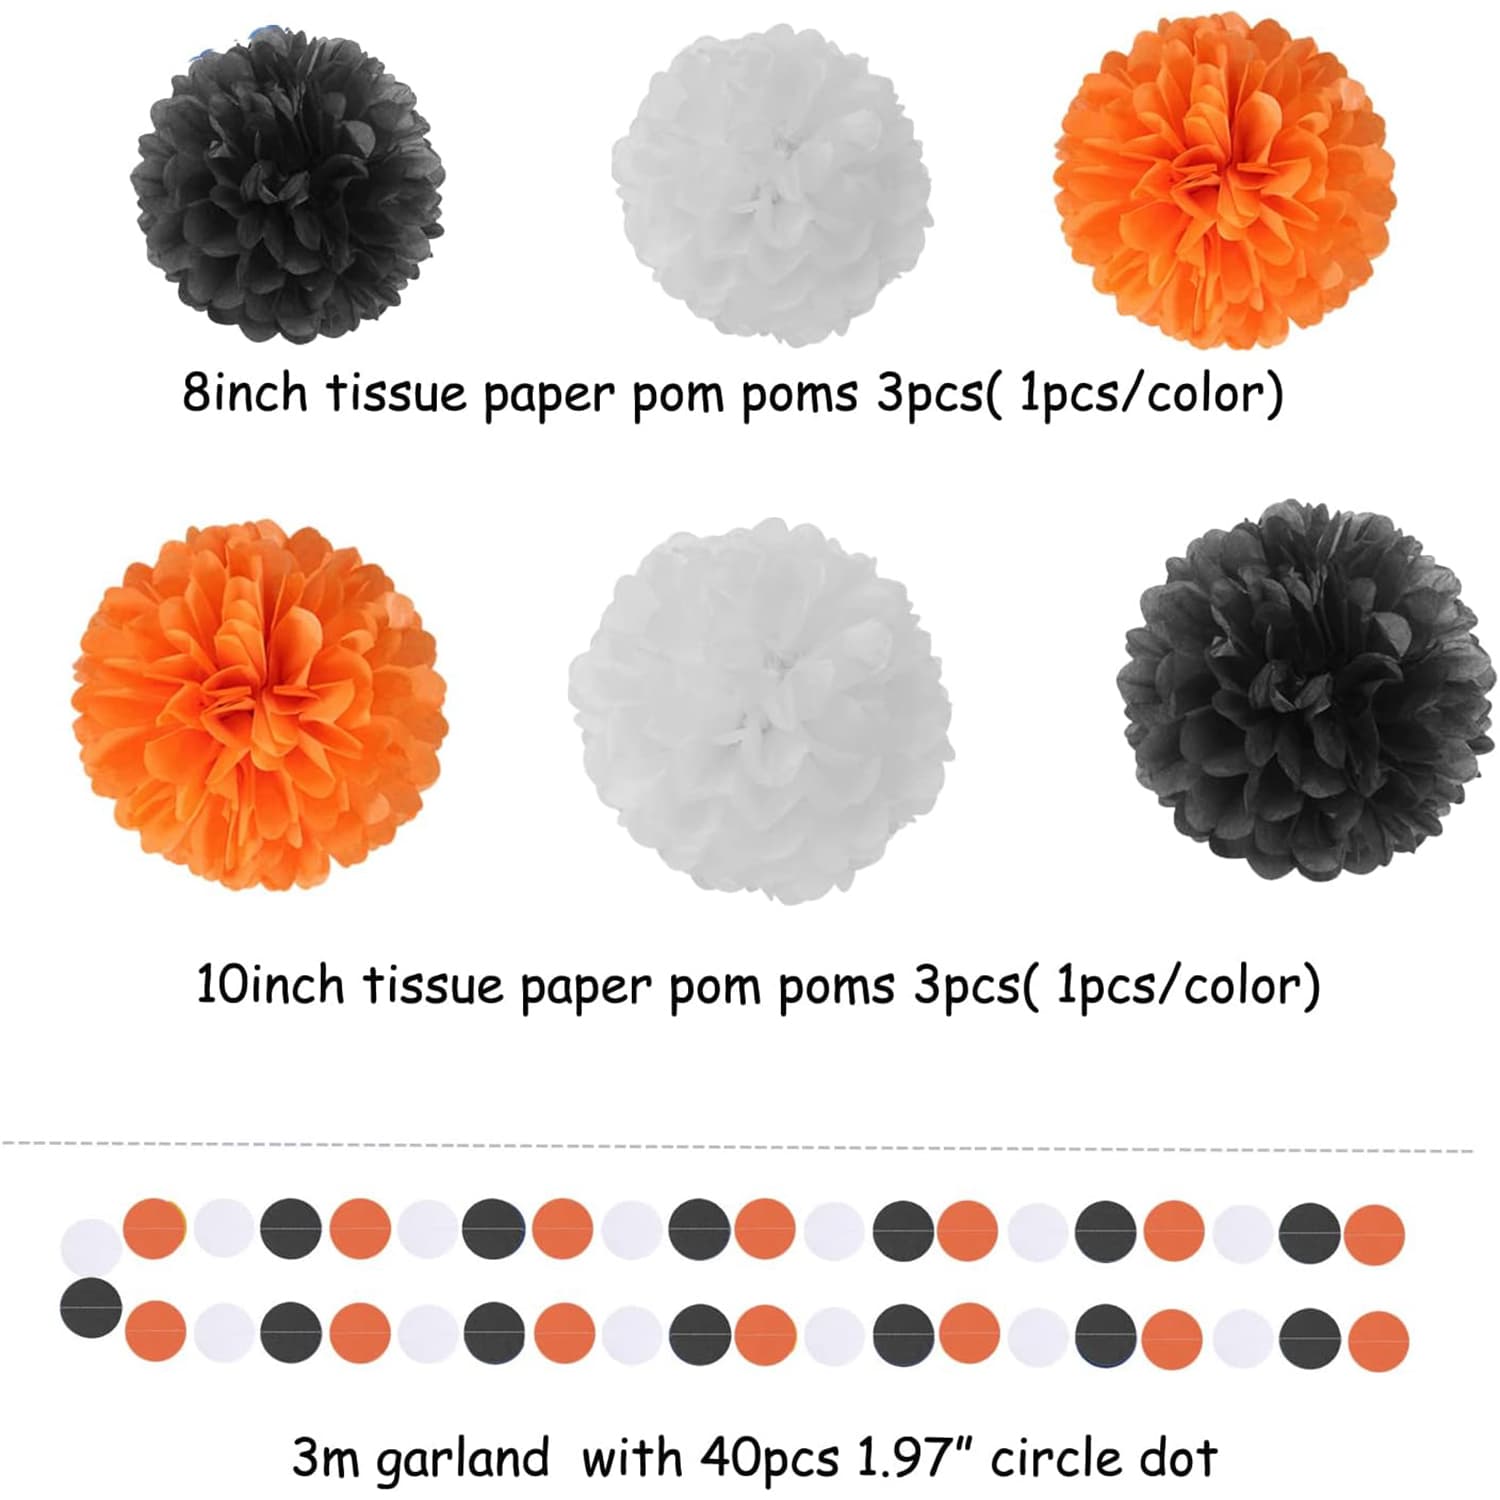 8inch tissue paper pom poms 3pcs( 1pcs/color)
10inch tissue paper pom poms 3pcs( 1pcs/color)
3m garland with 40pcs 1.97" circle dot